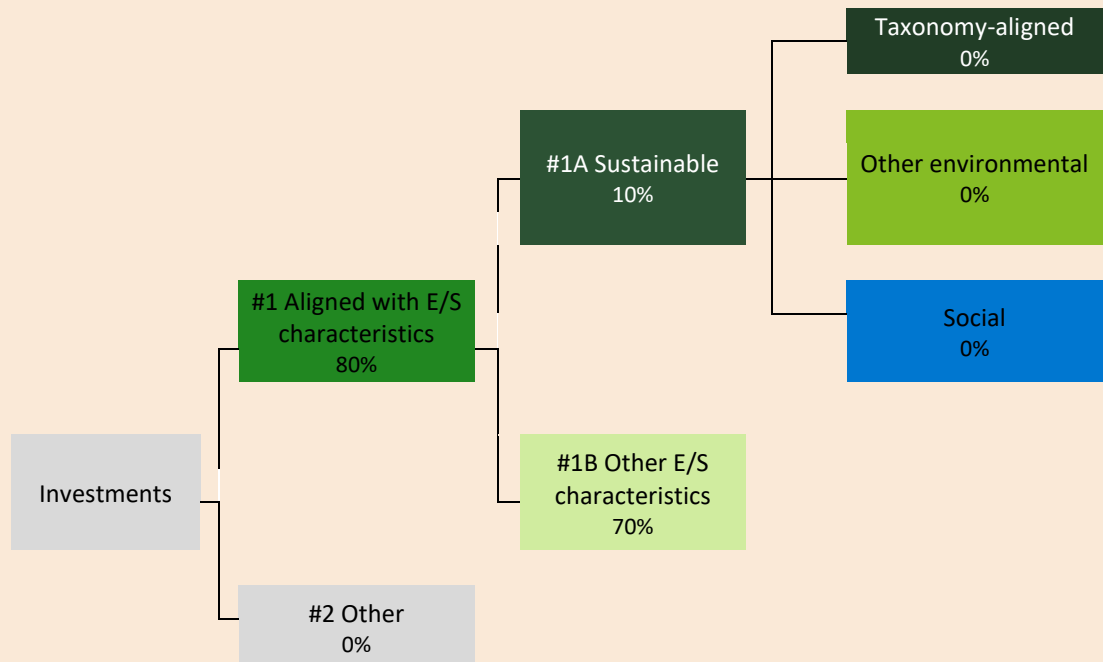 Taxonomy-aligned
0%
#1A Sustainable
10%
Other environmental
0%
#1 Aligned with E/S
characteristics
80%
Social
0%
Investments
#1B Other E/S
characteristics
70%
#2 Other
0%